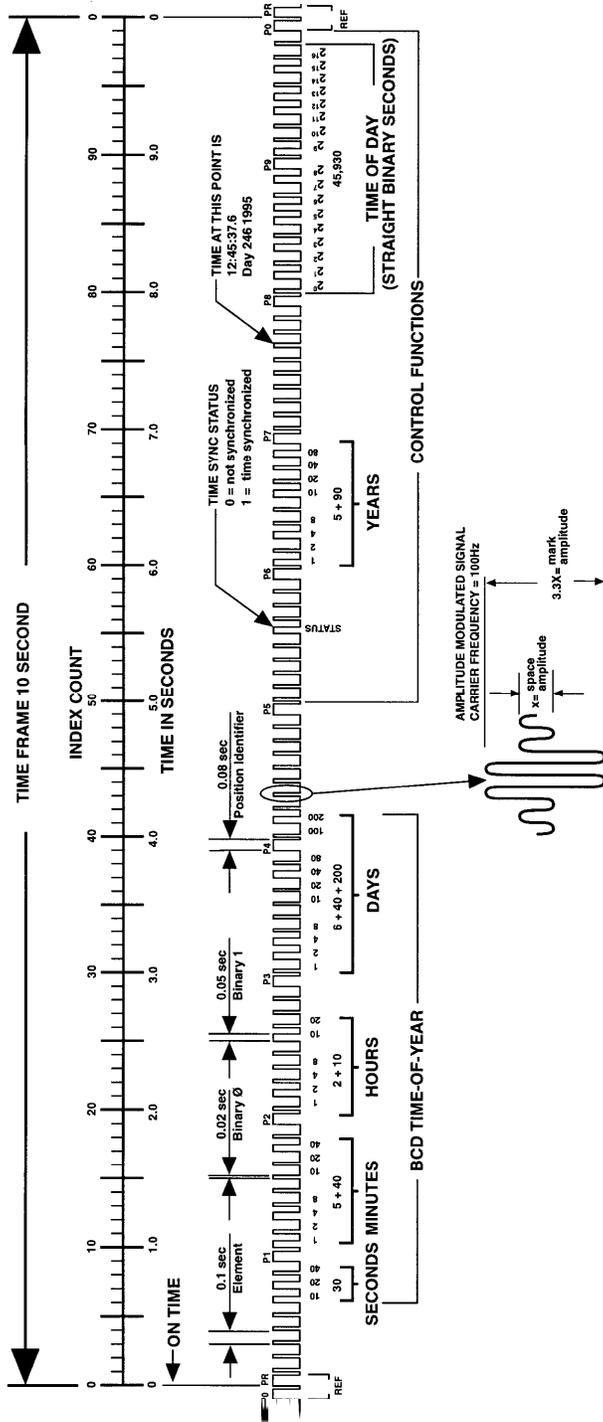 TIME FRAME 10 SECOND
INDEX COUNT
0 10 20 30 40 50 60 70 80 90 0
0 1.0 2.0 3.0 4.0 5.0 6.0 7.0 8.0 9.0 0
TIME IN SECONDS
ON TIME
0.1 sec
Element
0.02 sec
Binary Ø
0.05 sec
Binary 1
0.08 sec
Position Identifier
TIME SYNC STATUS
0 = not synchronized
1 = time synchronized
TIME AT THIS POINT IS
12:45:37.6
Day 246 1995
P0 PR P1 P2 P3 P4 P5 P6 P7 P8 P9 P0 PR
REF
10 20 40
1 2 4 8 10 20 40
1 2 4 8 10 20
1 2 4 8 10 20 40 80 100 200
STATUS
1 2 4 8 10 20 40 80
REF
30
5 + 40
2 + 10
6 + 40 + 200
5 + 90
45,930
SECONDS MINUTES
HOURS
DAYS
YEARS
TIME OF DAY
(STRAIGHT BINARY SECONDS)
BCD TIME-OF-YEAR
CONTROL FUNCTIONS
AMPLITUDE MODULATED SIGNAL
CARRIER FREQUENCY = 100Hz
x= space
amplitude
3.3X= mark
amplitude